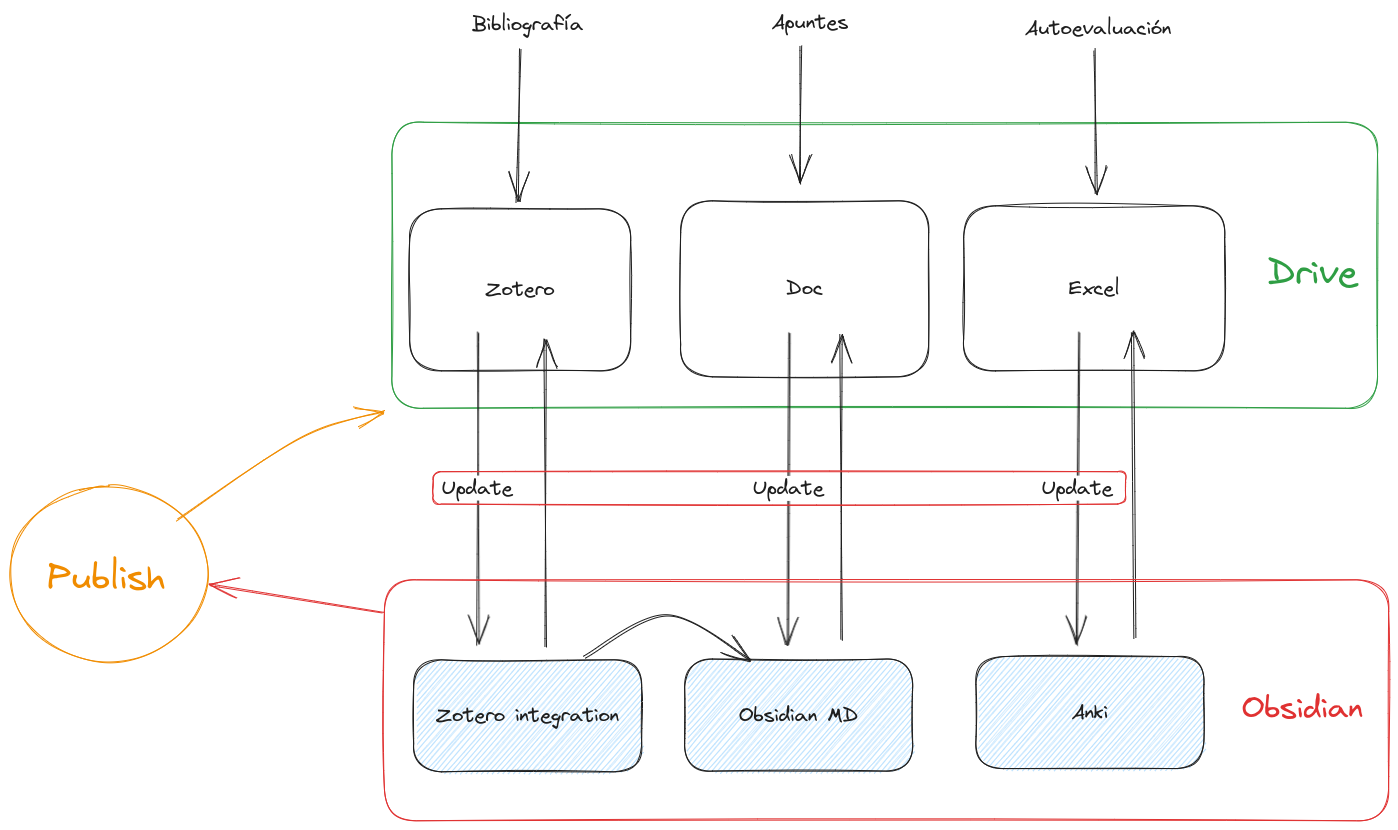 Bibliografía
Apuntes
Autoevaluación
Zotero
Doc
Excel
Drive
Update
Update
Update
Publish
Zotero integration
Obsidian MD
Anki
Obsidian